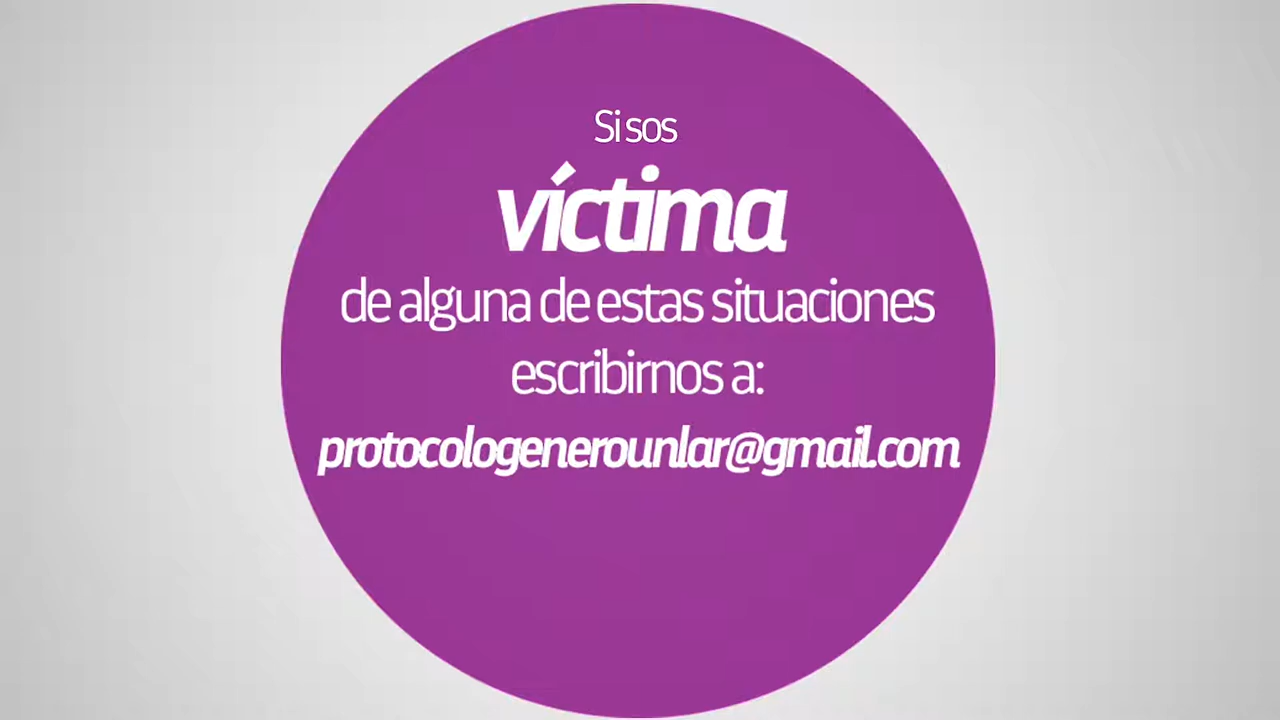 Si sos
víctima
de alguna de estas situaciones
escribirnos a:
protocologenerounlar@gmail.com